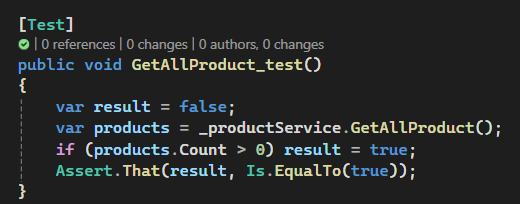 [Test]
| 0 references | 0 changes | 0 authors, 0 changes
public void GetAllProduct_test()
{
var result = false;
var products = _productService.GetAllProduct();
if (products.Count > 0) result = true;
Assert.That(result, Is.EqualTo(true));
}